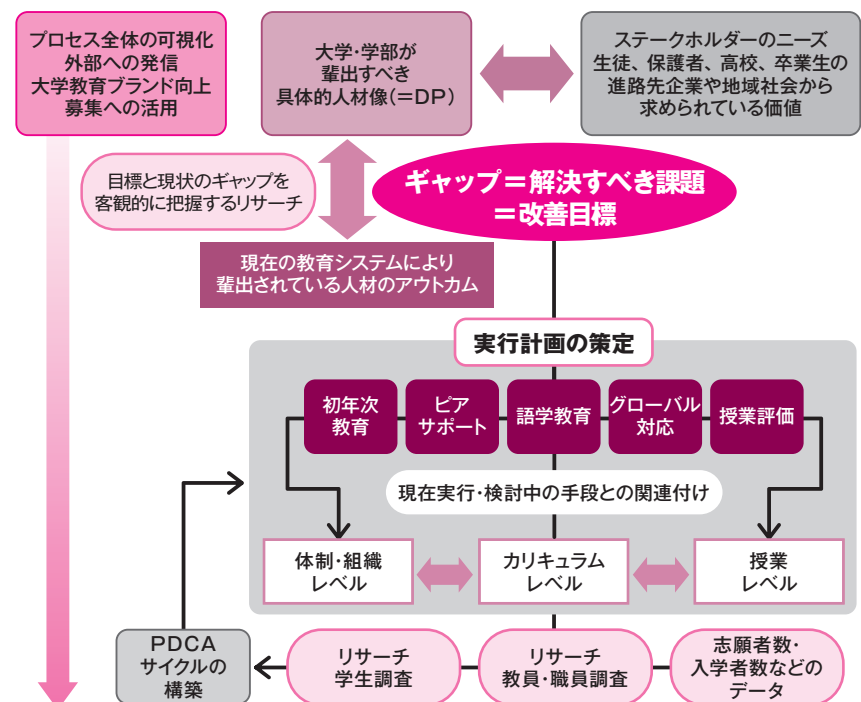 プロセス全体の可視化
外部への発信
大学教育ブランド向上
募集への活用
大学・学部が
輩出すべき
具体的人材像(=DP)
ステークホルダーのニーズ
生徒、保護者、高校、卒業生の
進路先企業や地域社会から
求められている価値
目標と現状のギャップを
客観的に把握するリサーチ
ギャップ=解決すべき課題
=改善目標
現在の教育システムにより
輩出されている人材のアウトカム
実行計画の策定
初年次
教育
ピア
サポート
語学教育
グローバル
対応
授業評価
現在実行・検討中の手段との関連付け
体制・組織
レベル
カリキュラム
レベル
授業
レベル
PDCA
サイクルの
構築
リサーチ
学生調査
リサーチ
教員・職員調査
志願者数・
入学者数などの
データ